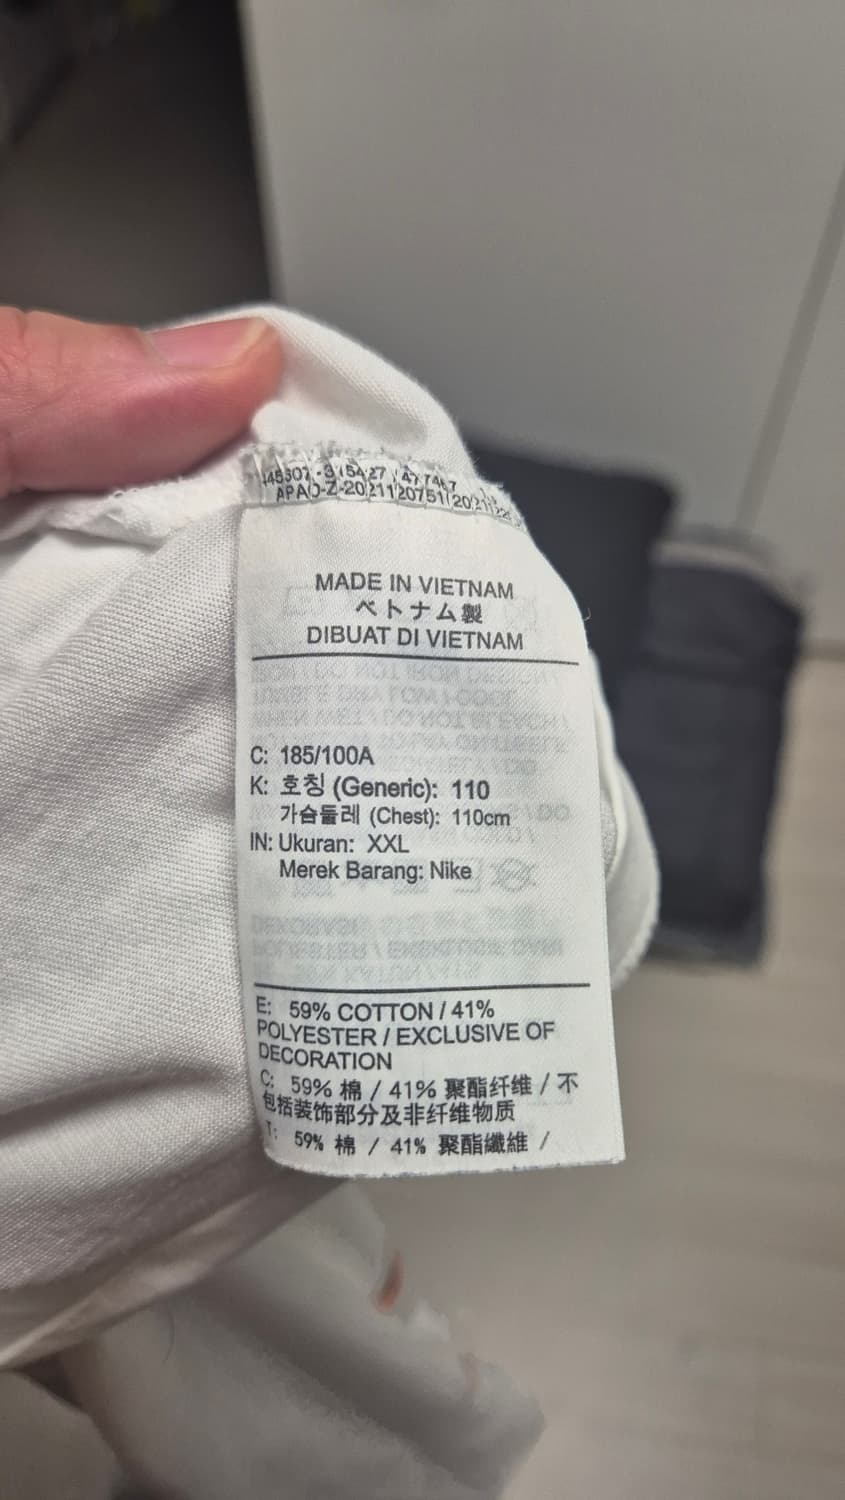 MADE IN VIETNAM
ベトナム製
DIBUAT DI VIETNAM
C: 185/100A
K: 호칭 (Generic): 110
가슴둘레 (Chest): 110cm
IN: Ukuran: XXL
Merek Barang: Nike
E: 59% COTTON / 41%
POLYESTER / EXCLUSIVE OF
DECORATION
C: 59% 棉 / 41% 聚酯纤维 / 不
包括装饰部分及非纤维物质
T: 59% 棉 / 41% 聚酯纖維 /